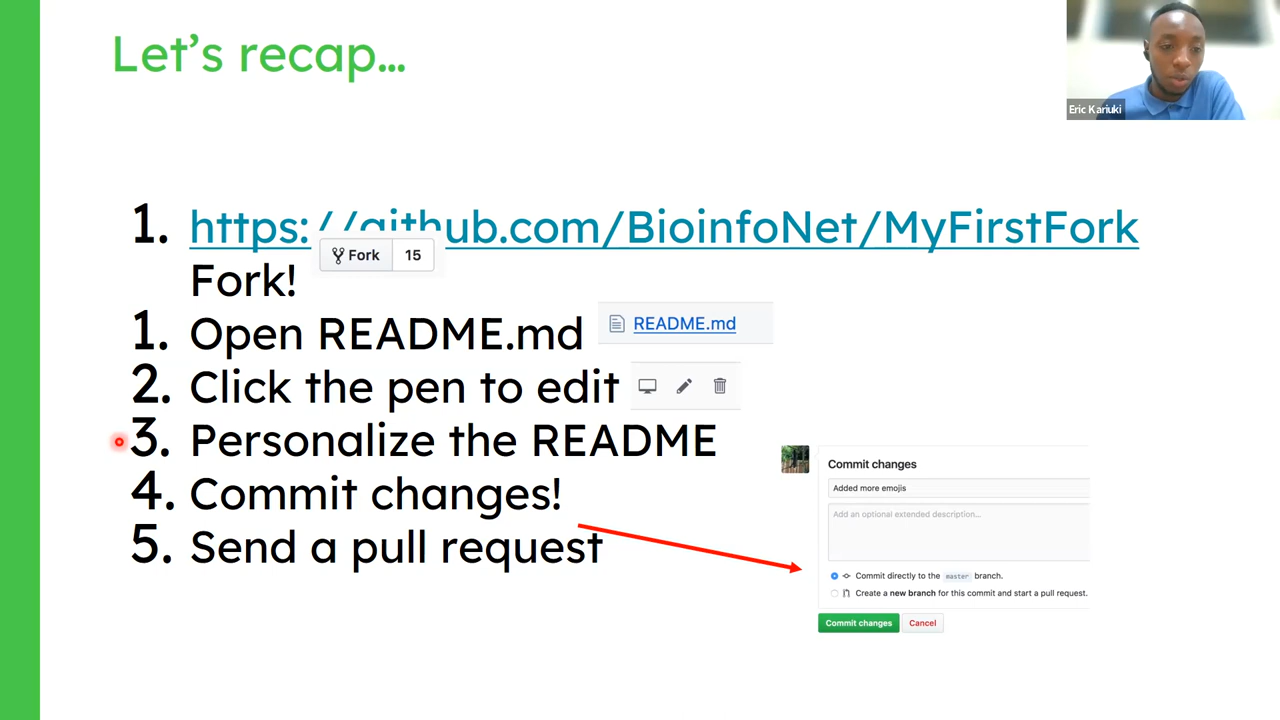 Let's recap...
Eric Kariuki
1. https://github.com/BioinfoNet/MyFirstFork
Fork! Fork 15
1. Open README.md README.md
2. Click the pen to edit
3. Personalize the README
4. Commit changes!
5. Send a pull request
Commit changes
Added more emojis
Add an optional extended description...
Commit directly to the master branch.
Create a new branch for this commit and start a pull request.
Commit changes Cancel